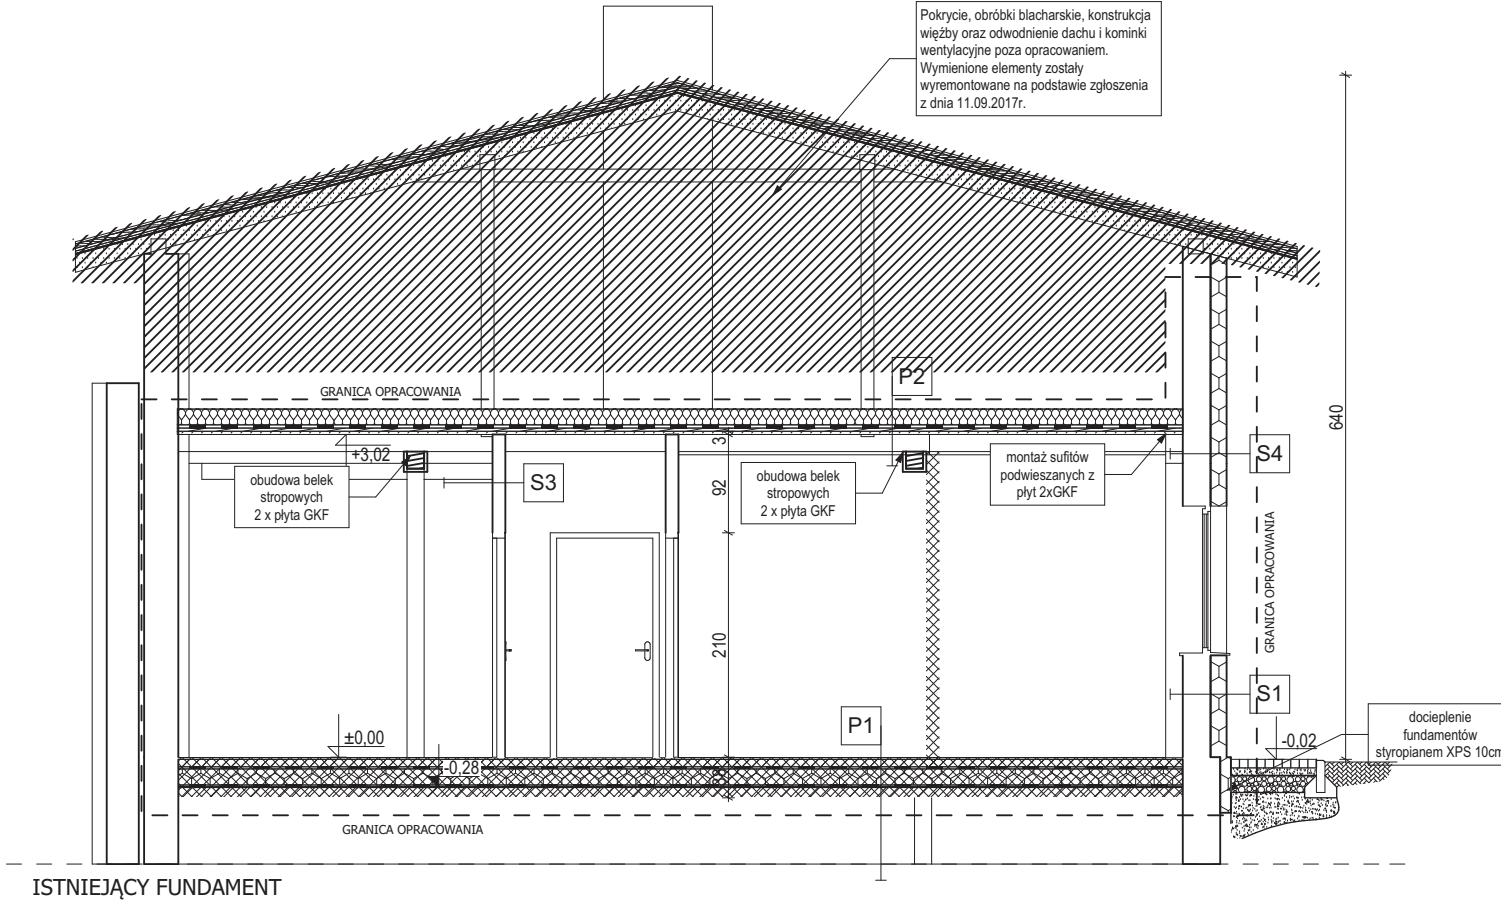 Pokrycie, obróbki blacharskie, konstrukcja
więźby oraz odwodnienie dachu i kominki
wentylacyjne poza opracowaniem.
Wymienione elementy zostały
wyremontowane na podstawie zgłoszenia
z dnia 11.09.2017r.
P2
GRANICA OPRACOWANIA
640
3
+3,02
obudowa belek
stropowych
2 x płyta GKF
S3
92
obudowa belek
stropowych
2 x płyta GKF
montaż sufitów
podwieszanych z
płyt 2xGKF
S4
GRANICA OPRACOWANIA
210
S1
P1
±0,00
-0,28
-0,02
docieplenie
fundamentów
styropianem XPS 10cm
GRANICA OPRACOWANIA
ISTNIEJĄCY FUNDAMENT